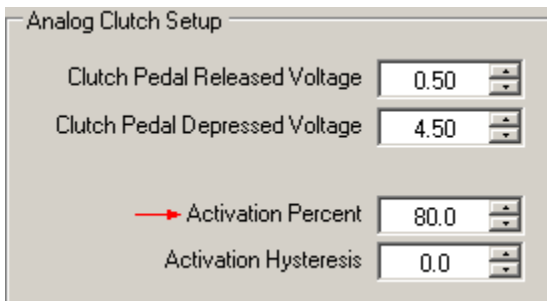 Analog Clutch Setup
Clutch Pedal Released Voltage 0.50
Clutch Pedal Depressed Voltage 4.50
Activation Percent 80.0
Activation Hysteresis 0.0